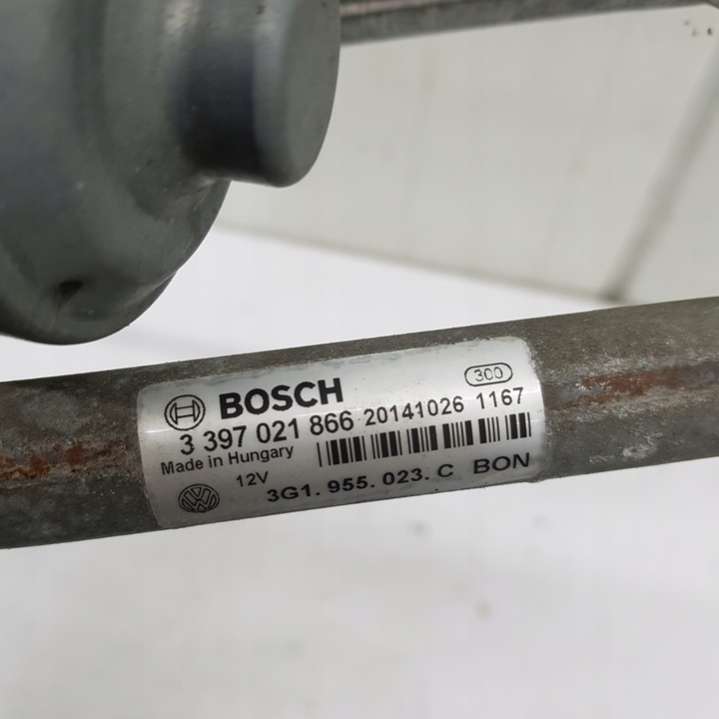 BOSCH 300
3 397 021 866 20141026 1167
Made in Hungary
12V
3G1. 955. 023. C BON